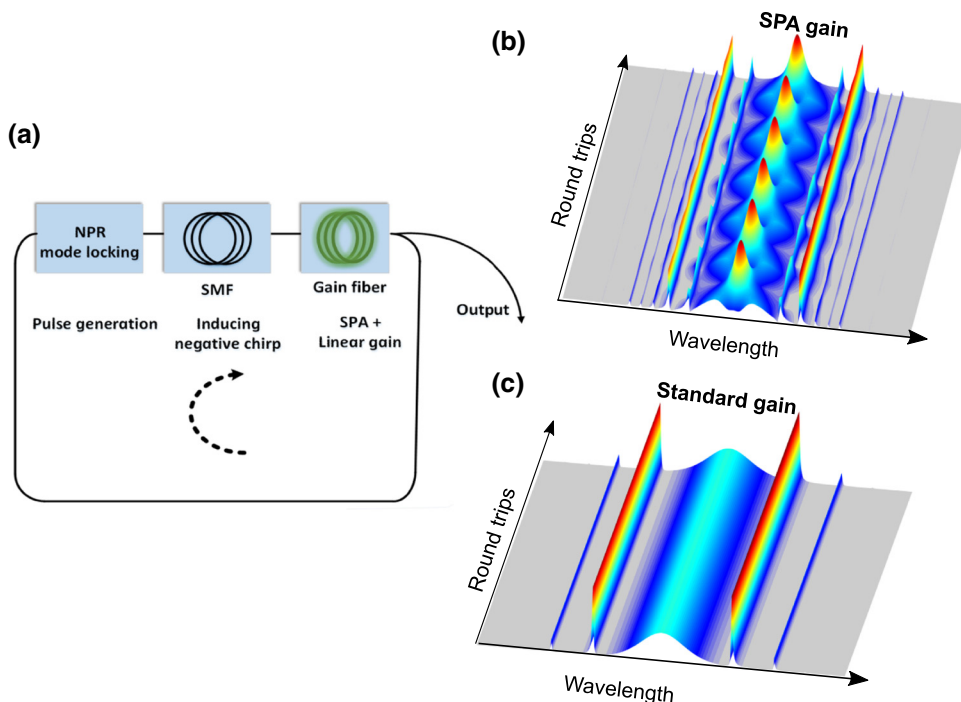 (a)
NPR
mode locking
SMF
Gain fiber
Pulse generation
Inducing
negative chirp
SPA +
Linear gain
Output
(b)
SPA gain
Round trips
Wavelength
(c)
Standard gain
Round trips
Wavelength